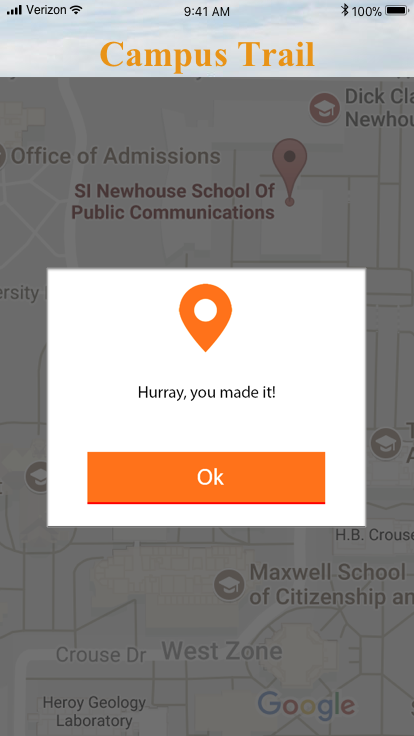 Verizon 9:41 AM 100%
Campus Trail
Dick Cla
Newhou
Office of Admissions
SI Newhouse School Of
Public Communications
ersity
Hurray, you made it!
Ok
T
A
H.B. Crouse
Maxwell School
of Citizenship an
Crouse Dr West Zone
Heroy Geology
Laboratory
Google